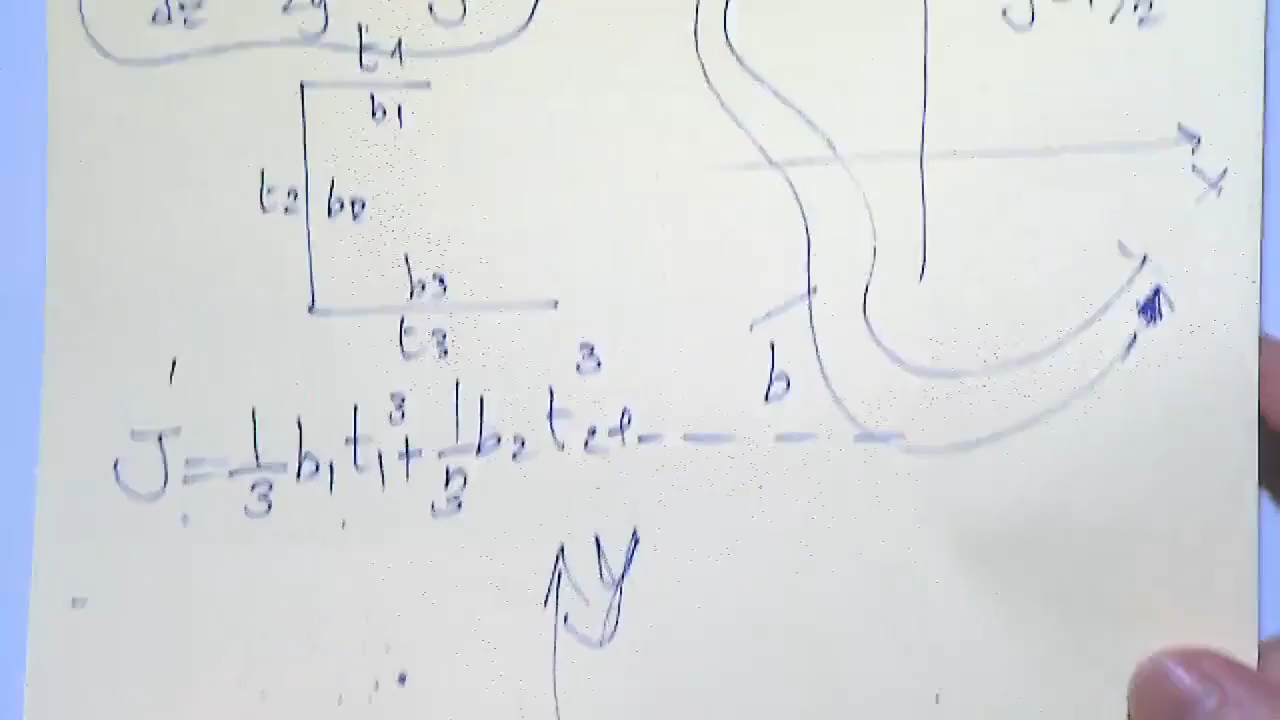 t1
b1
t2 b2
b3
t3
x
b
J = 1/3 b₁ t₁³ + 1/3 b₂ t₂³ + - - - -
y